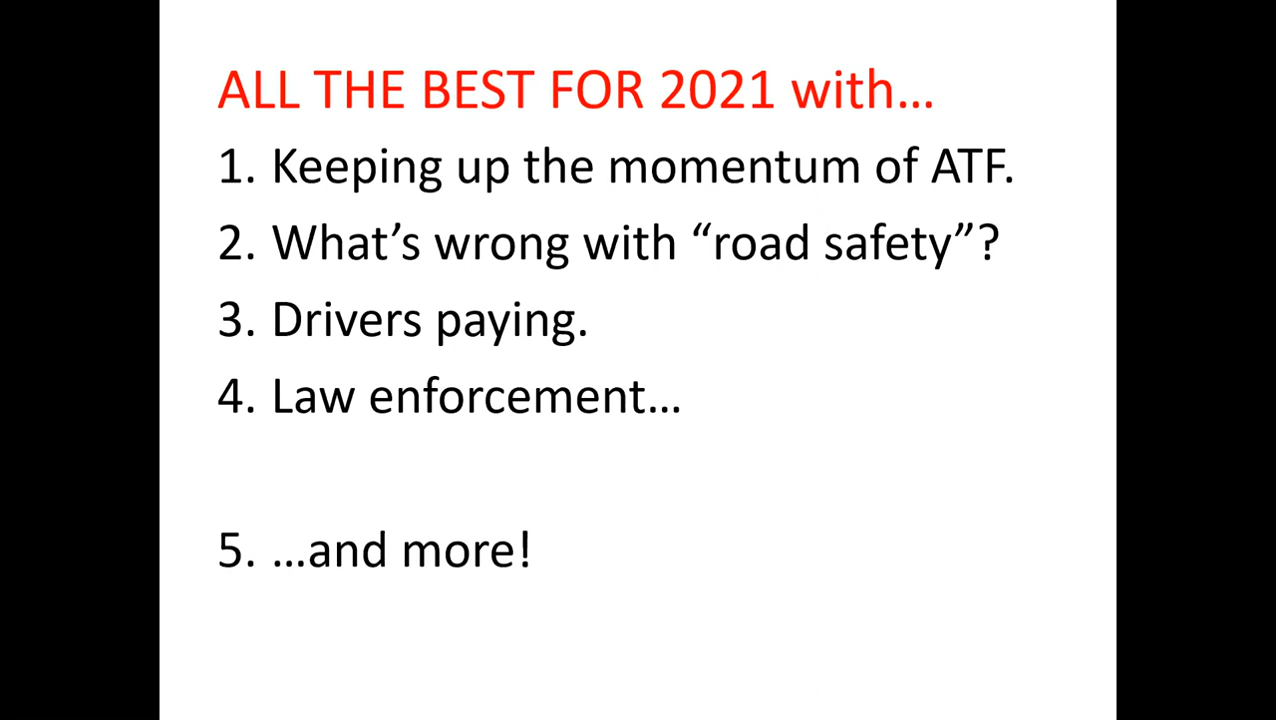 ALL THE BEST FOR 2021 with…
1. Keeping up the momentum of ATF.
2. What’s wrong with “road safety”?
3. Drivers paying.
4. Law enforcement…
5. …and more!